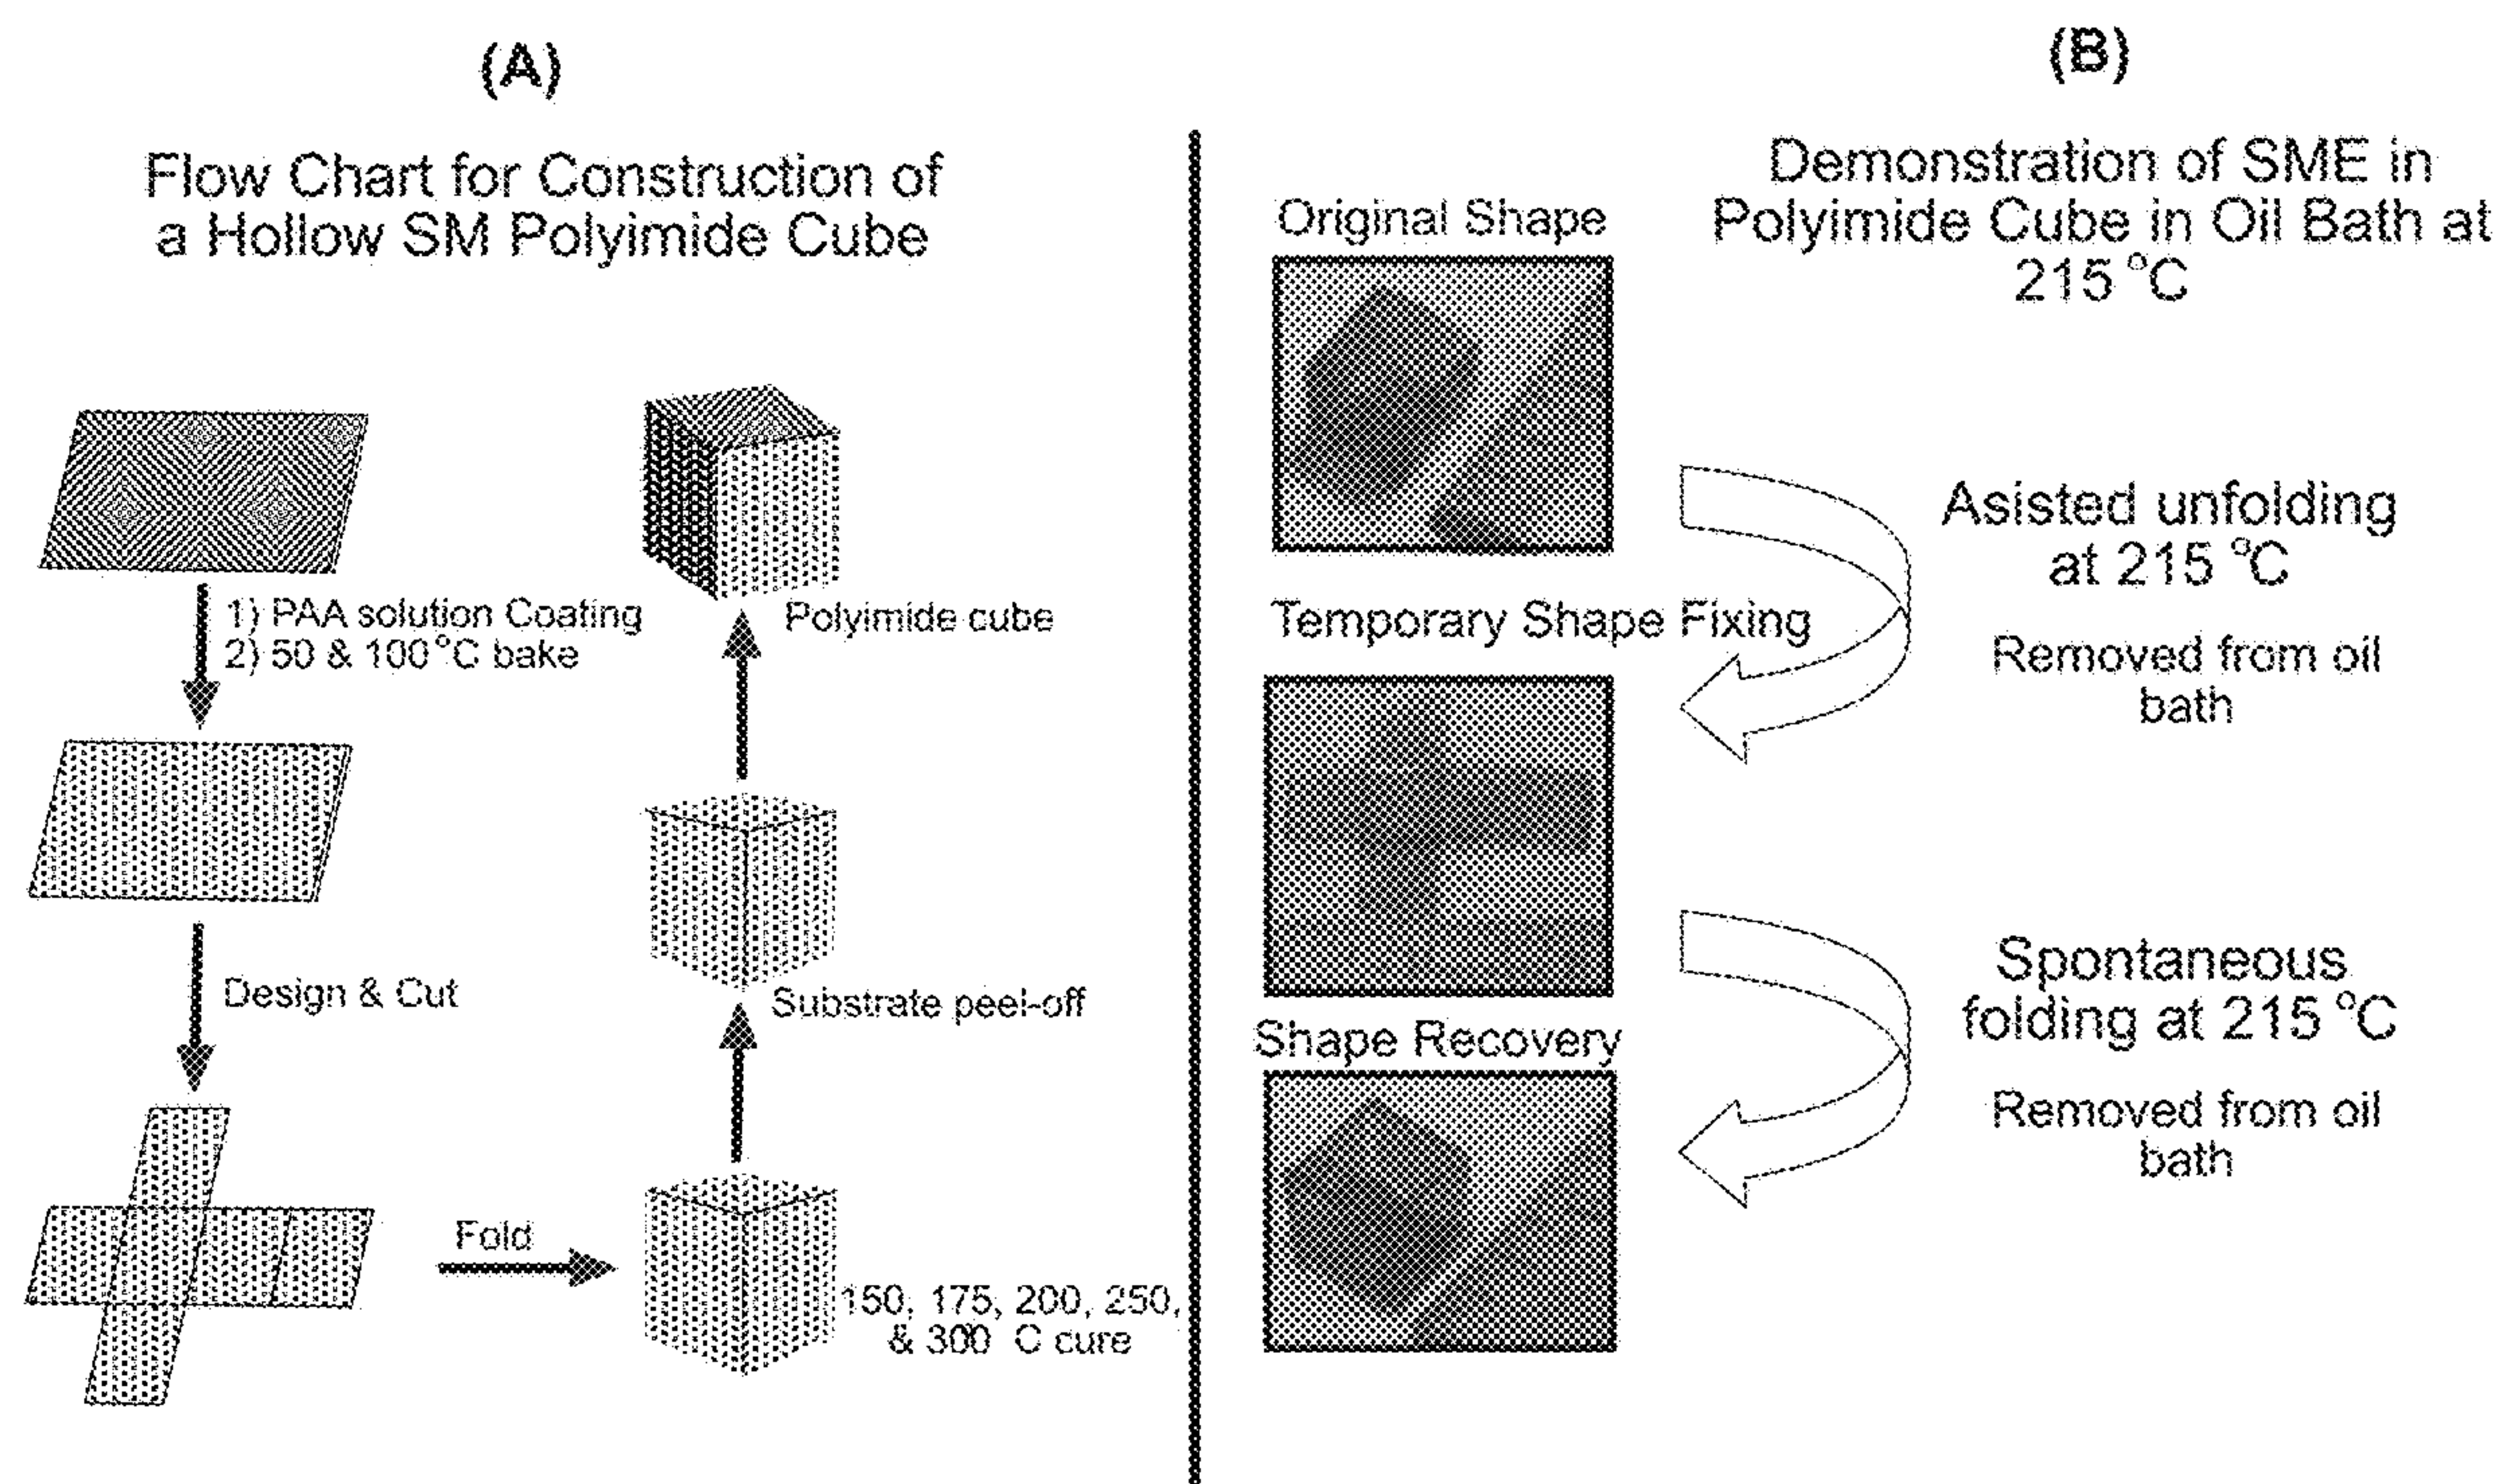 (A)
Flow Chart for Construction of
a Hollow SM Polyimide Cube
1) PAA solution Coating
2) 50 & 100 °C bake
Design & Cut
Fold
150, 175, 200, 250,
& 300 C cure
Substrate peel-off
Polyimide cube
(B)
Demonstration of SME in
Polyimide Cube in Oil Bath at
215 °C
Original Shape
Asisted unfolding
at 215 °C
Removed from oil
bath
Temporary Shape Fixing
Spontaneous
folding at 215 °C
Removed from oil
bath
Shape Recovery